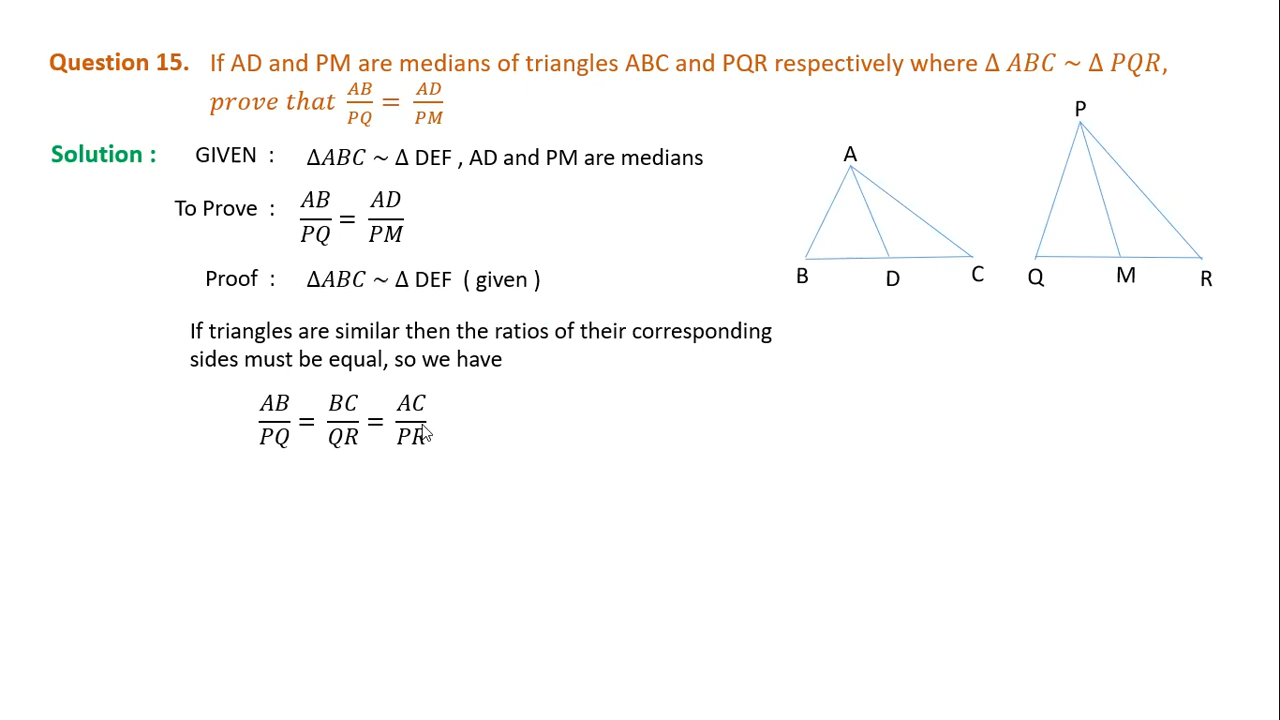 Question 15. If AD and PM are medians of triangles ABC and PQR respectively where Δ ABC ~ Δ PQR,
prove that AB/PQ = AD/PM
Solution : GIVEN : ΔABC ~ Δ DEF , AD and PM are medians
To Prove : AB/PQ = AD/PM
Proof : ΔABC ~ Δ DEF ( given )
If triangles are similar then the ratios of their corresponding
sides must be equal, so we have
AB/PQ = BC/QR = AC/PR
A
B D C
P
Q M R